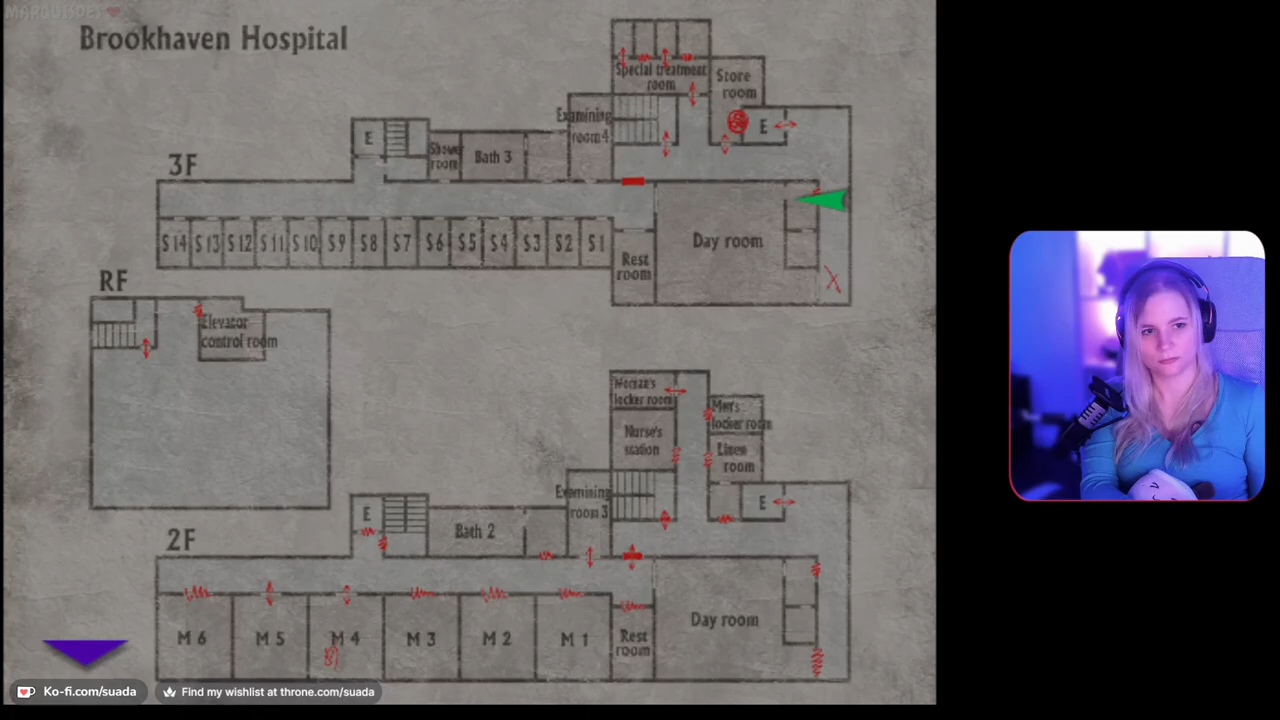 MARQUISDEJ
Brookhaven Hospital
Special treatment
room
Store
room
Examining
room 4
E
E
Shower
room
Bath 3
3F
S14 S13 S12 S11 S10 S9 S8 S7 S6 S5 S4 S3 S2 S1
Day room
Rest
room
RF
Elevator
control room
Woman's
locker room
Men's
locker room
Nurse's
station
Linen
room
Examining
room 3
E
E
Bath 2
2F
M 6 M 5 M 4 M 3 M 2 M 1
Rest
room
Day room
Ko-fi.com/suada
Find my wishlist at throne.com/suada